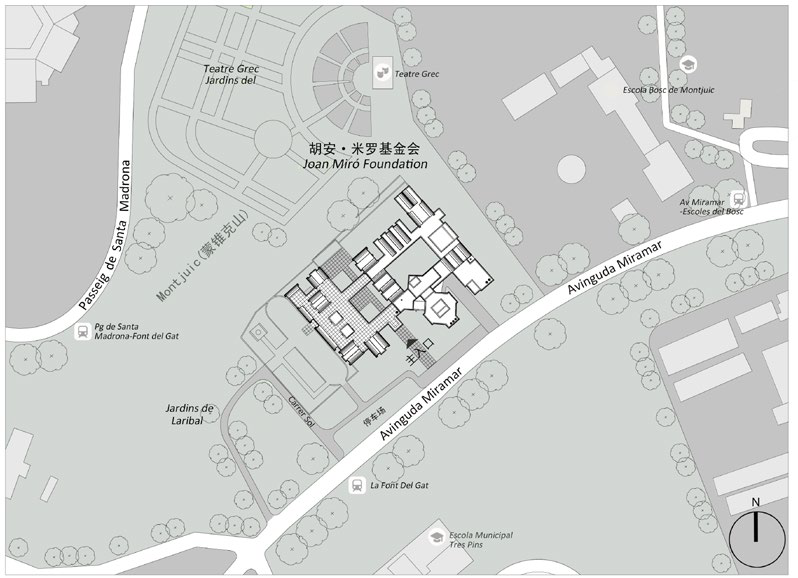 Teatre Grec
Jardins del
Teatre Grec
Escola Bosc de Montjuic
胡安·米罗基金会
Joan Miró Foundation
Passeig de Santa Madrona
Montjuic(蒙锥克山)
Av Miramar
-Escoles del Bosc
Avinguda Miramar
Pg de Santa
Madrona-Font del Gat
主入口
Jardins de
Laribal
Carrer Sol
停车场
Avinguda Miramar
La Font Del Gat
Escola Municipal
Tres Pins
N